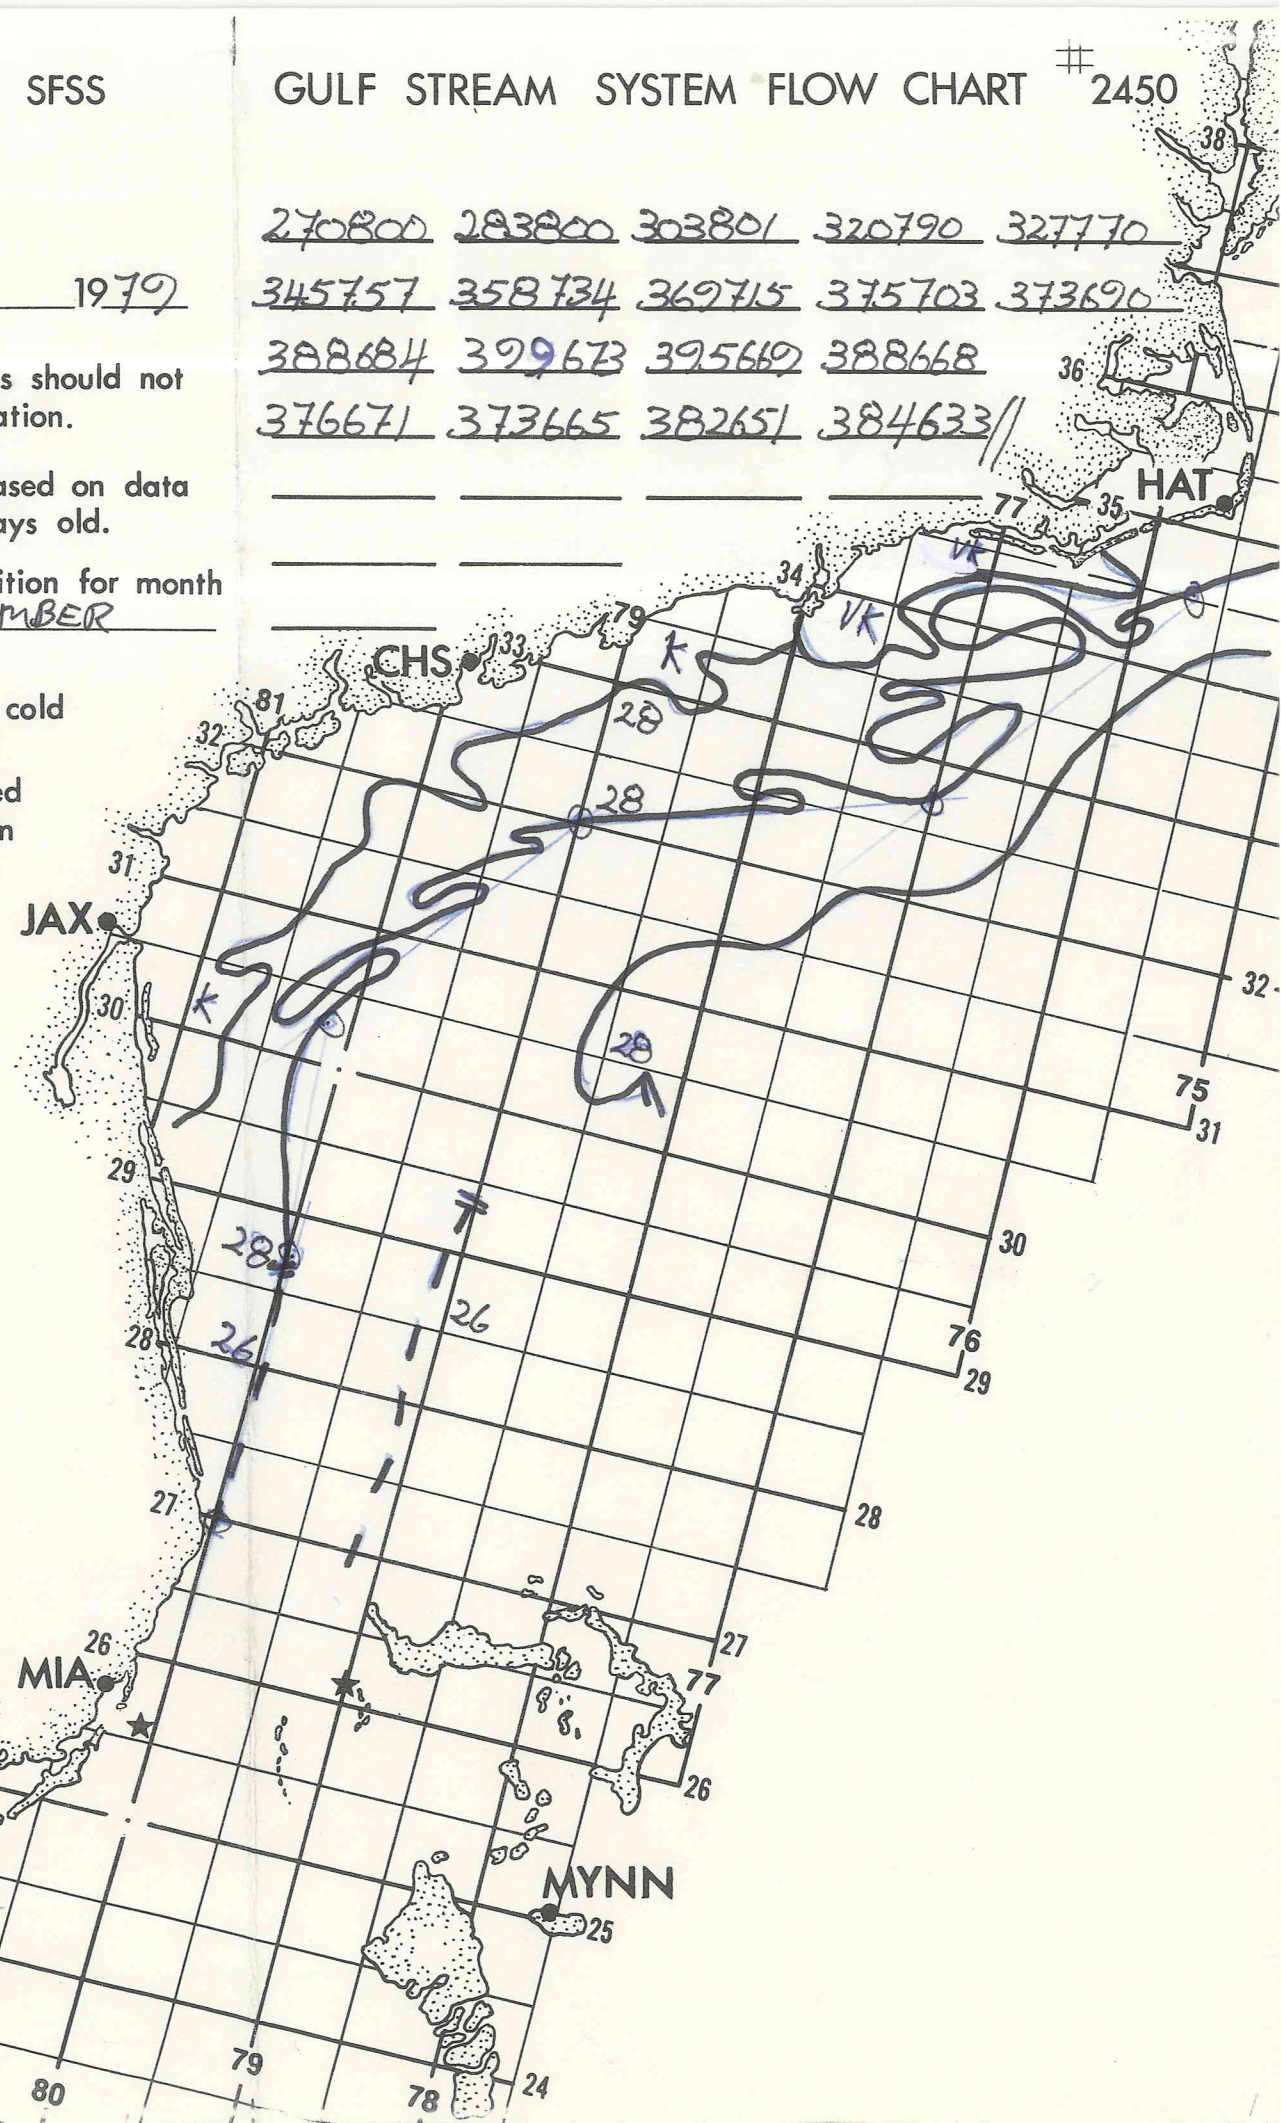 SFSS GULF STREAM SYSTEM FLOW CHART #2450
38
270800 283800 303801 320790 327770
1979 345757 358734 369715 375703 373690
s should not 388684 399673 395669 388668
36
ation. 376671 373665 382651 384633//
ased on data
HAT
ays old.
77 35
VK
ition for month
34
MBER
79 VK
CHS 33 K
cold
81 28
32
ed
28
n
31
JAX
32
30 K
28
75
31
29
T
28 30
26
28 26 76
29
27 28
27
26
MIA 77
26
MYNN
25
79
80 78 24